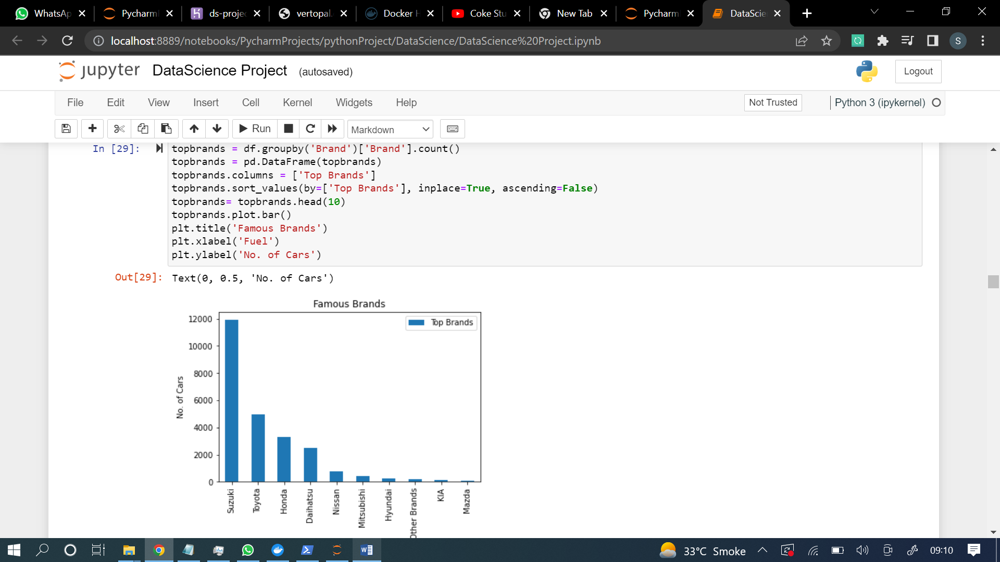 WhatsAp
Pycharm
ds-projec
vertopal.
Docker H
Coke Stu
New Tab
Pycharm
DataScie
localhost:8889/notebooks/PycharmProjects/pythonProject/DataScience/DataScience%20Project.ipynb
S
jupyter DataScience Project (autosaved)
Logout
File Edit View Insert Cell Kernel Widgets Help
Not Trusted
Python 3 (ipykernel)
Run
Markdown
In [29]:
topbrands = df.groupby('Brand')['Brand'].count()
topbrands = pd.DataFrame(topbrands)
topbrands.columns = ['Top Brands']
topbrands.sort_values(by=['Top Brands'], inplace=True, ascending=False)
topbrands= topbrands.head(10)
topbrands.plot.bar()
plt.title('Famous Brands')
plt.xlabel('Fuel')
plt.ylabel('No. of Cars')
Out[29]: Text(0, 0.5, 'No. of Cars')
Famous Brands
Top Brands
12000
10000
8000
6000
4000
2000
0
No. of Cars
Suzuki
Toyota
Honda
Daihatsu
Nissan
Mitsubishi
Hyundai
Other Brands
KIA
Mazda
33°C Smoke
09:10